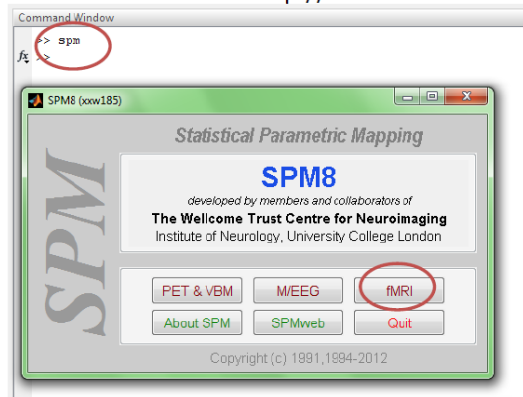 Command Window
>> spm
fx >>
SPM8 (xxw185)
SPM
Statistical Parametric Mapping
SPM8
developed by members and collaborators of
The Wellcome Trust Centre for Neuroimaging
Institute of Neurology, University College London
PET & VBM M/EEG fMRI
About SPM SPMweb Quit
Copyright (c) 1991,1994-2012